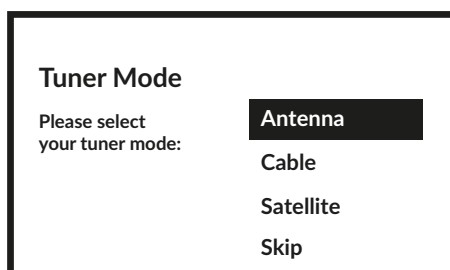 Tuner Mode
Please select
your tuner mode:
Antenna
Cable
Satellite
Skip